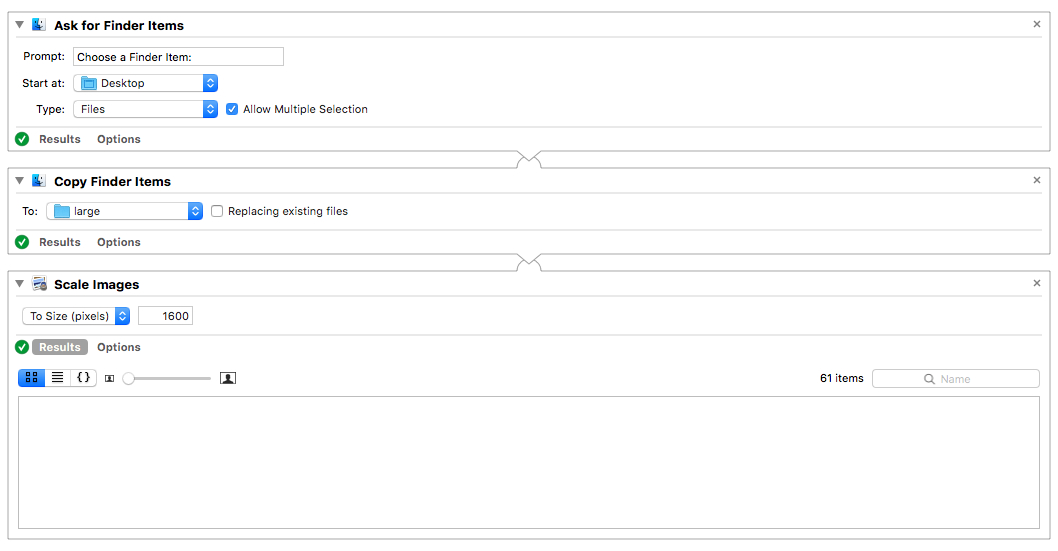 Ask for Finder Items
Prompt: Choose a Finder Item:
Start at: Desktop
Type: Files Allow Multiple Selection
Results Options
Copy Finder Items
To: large Replacing existing files
Results Options
Scale Images
To Size (pixels) 1600
Results Options
61 items Name